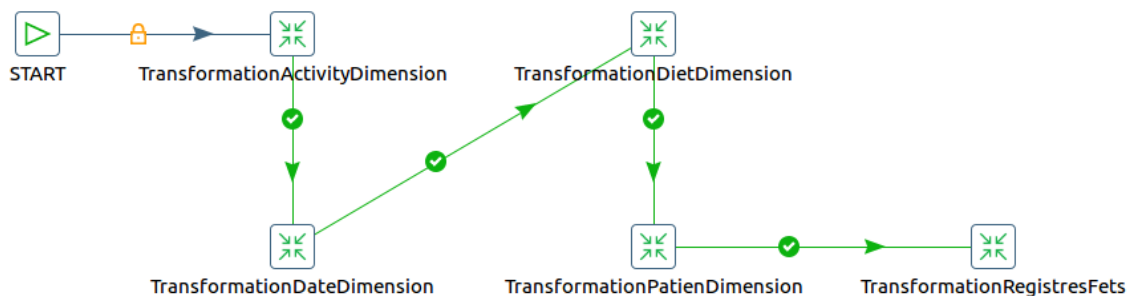 START
TransformationActivityDimension
TransformationDietDimension
TransformationDateDimension
TransformationPatienDimension
TransformationRegistresFets